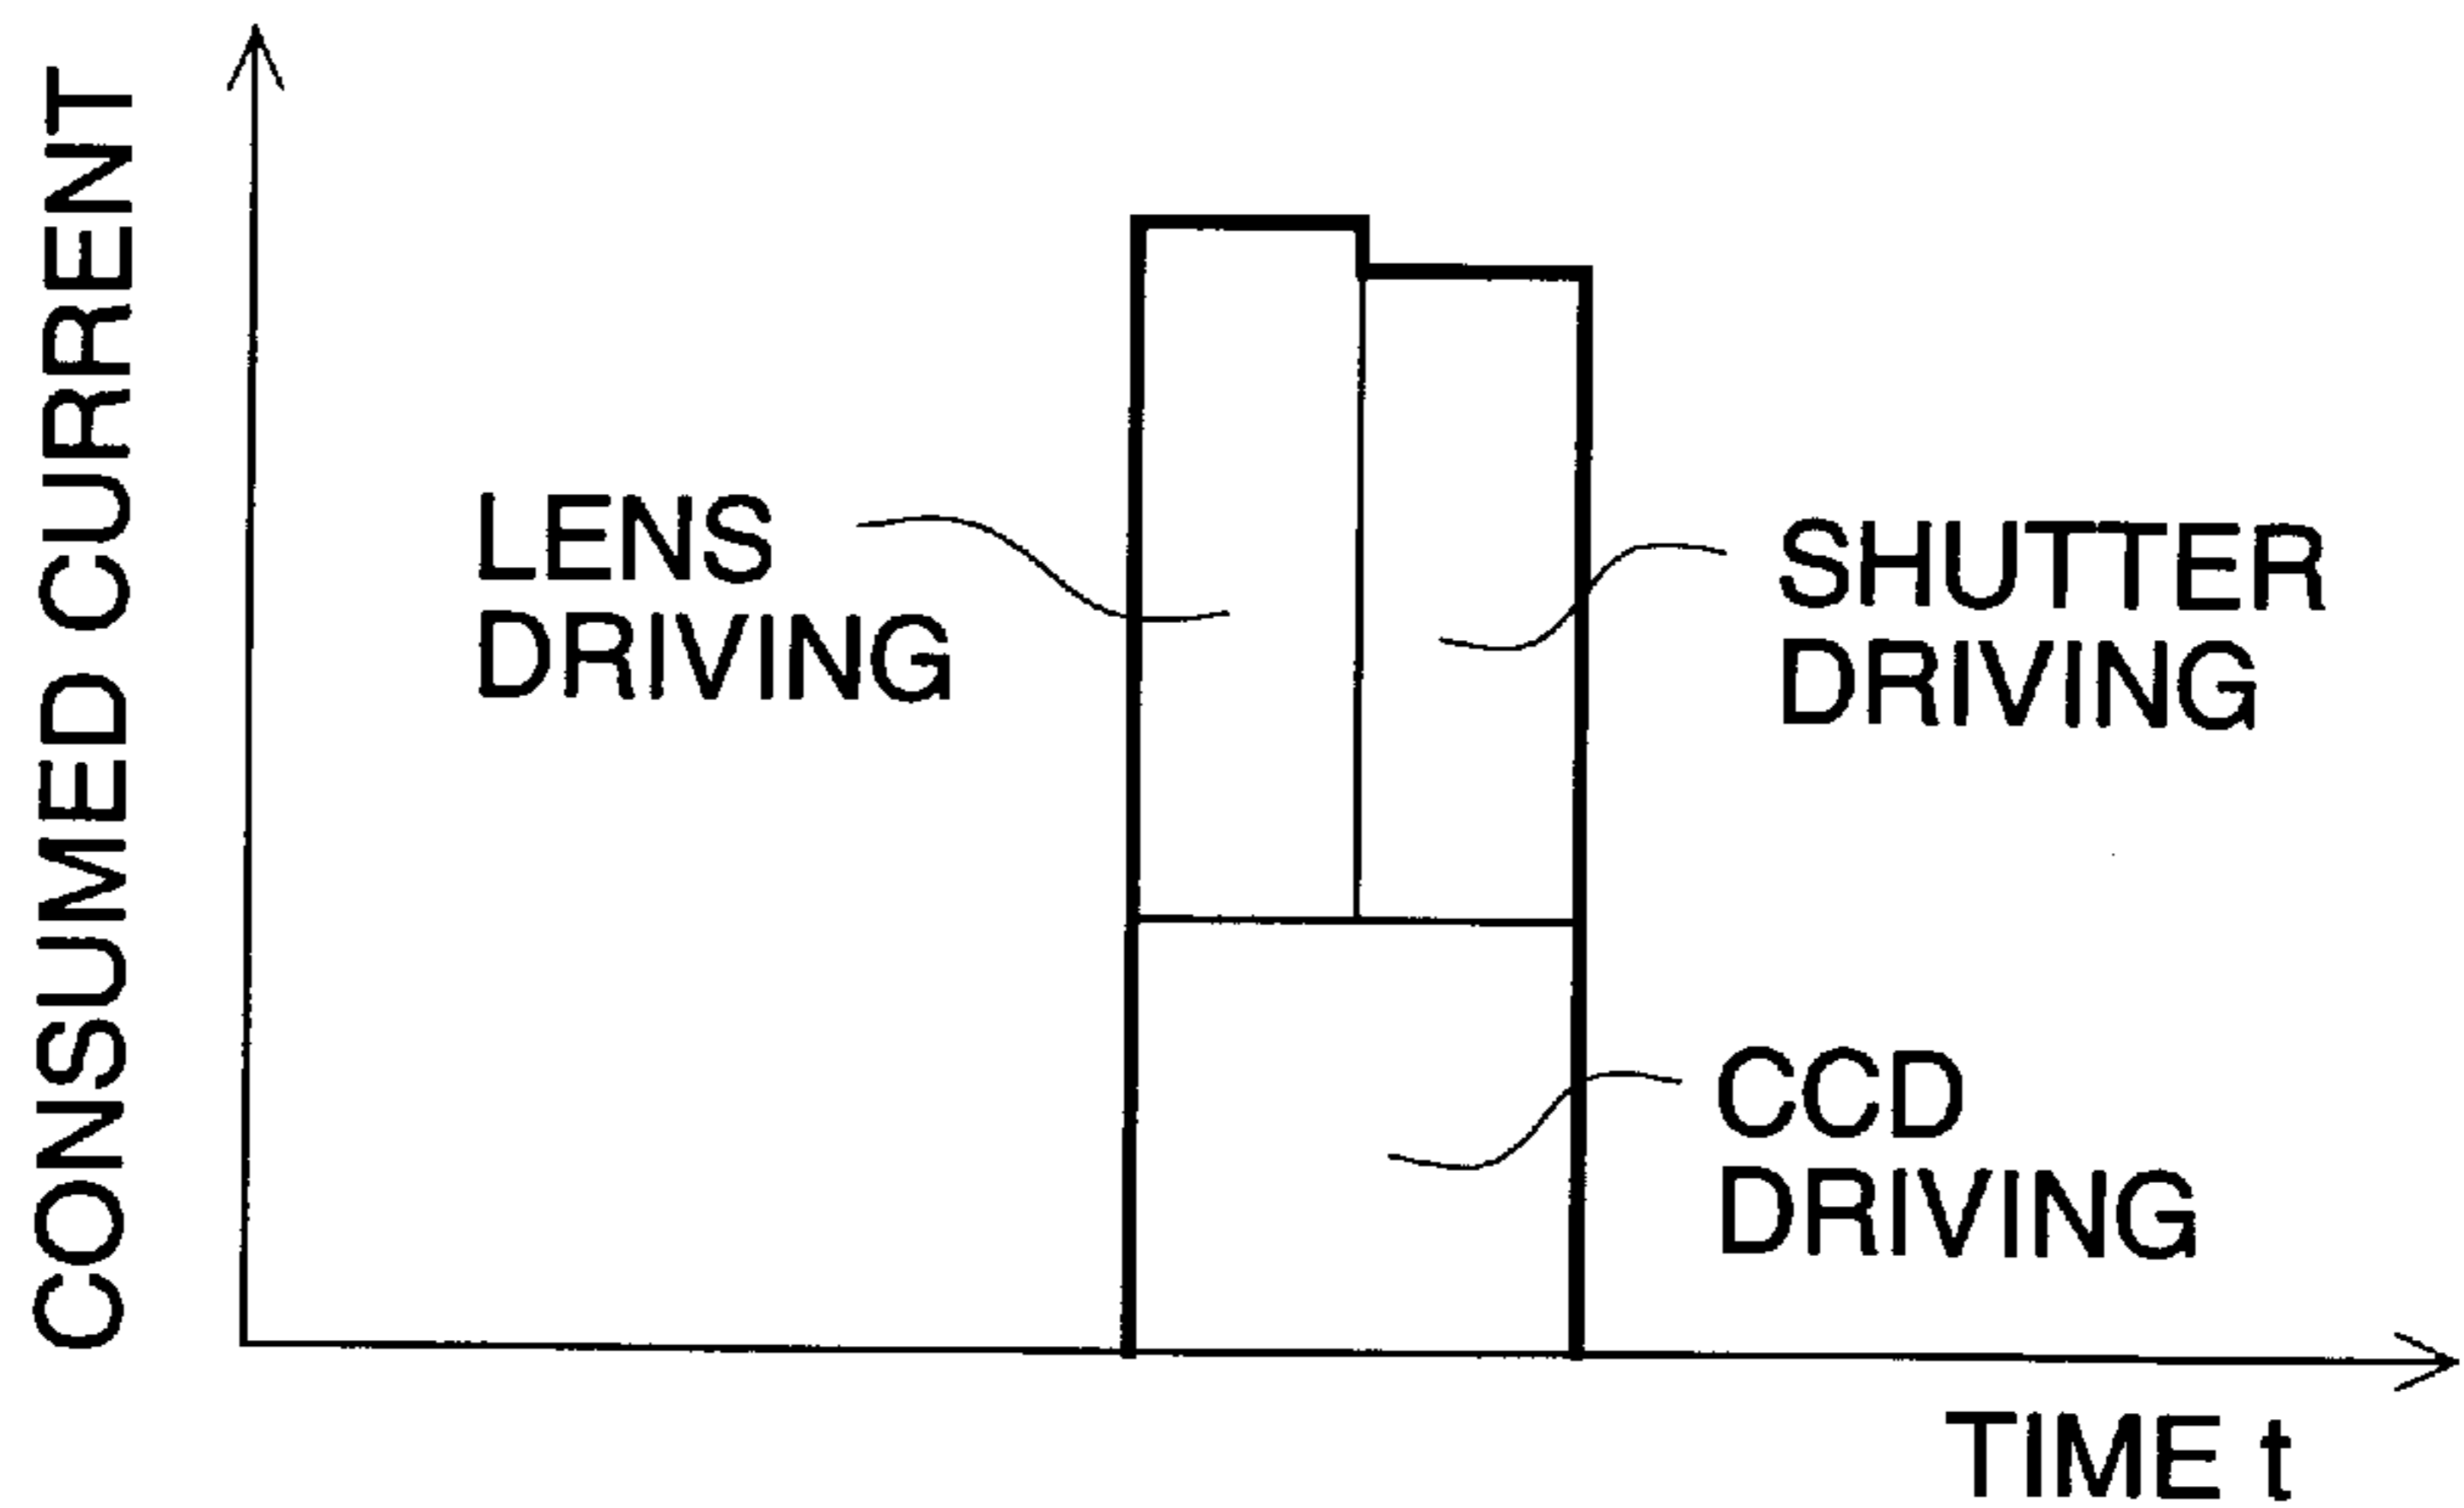 CONSUMED CURRENT
LENS
DRIVING
SHUTTER
DRIVING
CCD
DRIVING
TIME t